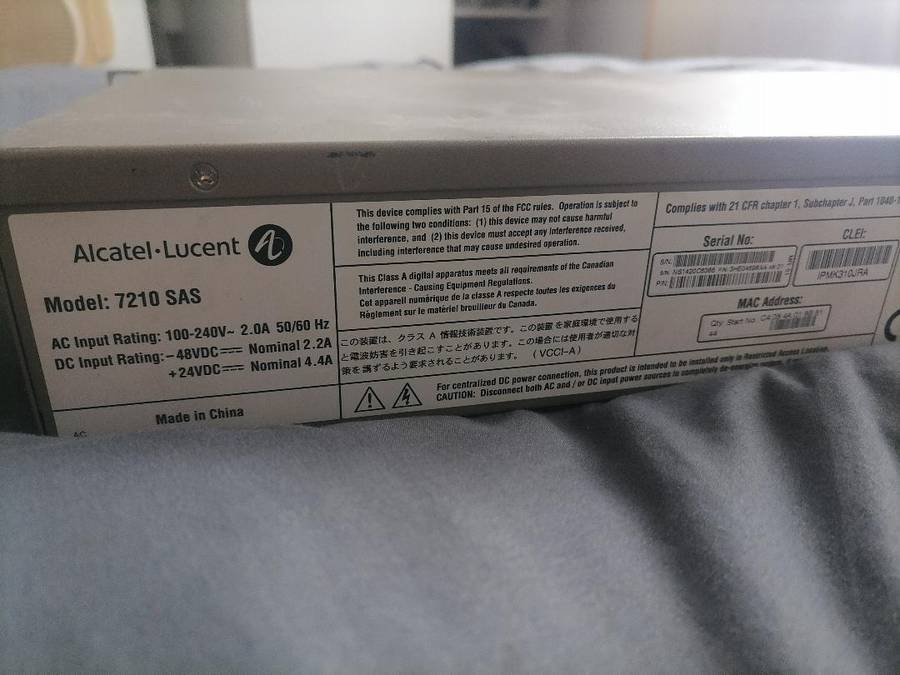 Alcatel·Lucent
Model: 7210 SAS
AC Input Rating: 100-240V~ 2.0A 50/60 Hz
DC Input Rating: -48VDC Nominal 2.2A
+24VDC Nominal 4.4A
Made in China
AC
This device complies with Part 15 of the FCC rules. Operation is subject to
the following two conditions: (1) this device may not cause harmful
interference, and (2) this device must accept any interference received,
including interference that may cause undesired operation.
This Class A digital apparatus meets all requirements of the Canadian
Interference - Causing Equipment Regulations.
Cet appareil numérique de la classe A respecte toutes les exigences du
Règlement sur le matériel brouilleur du Canada.
この装置は、クラス A 情報技術装置です。この装置を家庭環境で使用する
と電波妨害を引き起こすことがあります。この場合には使用者が適切な対
策を講ずるよう要求されることがあります。 (VCCI-A)
For centralized DC power connection, this product is intended to be installed only in Restricted Access Location.
CAUTION: Disconnect both AC and / or DC input power sources to completely de-energize
Complies with 21 CFR chapter 1, Subchapter J, Part 1040-1
Serial No:
S/N:
S/N:
P/N:
CLEI:
IPMK310JRA
MAC Address:
Qty. Start No.
44